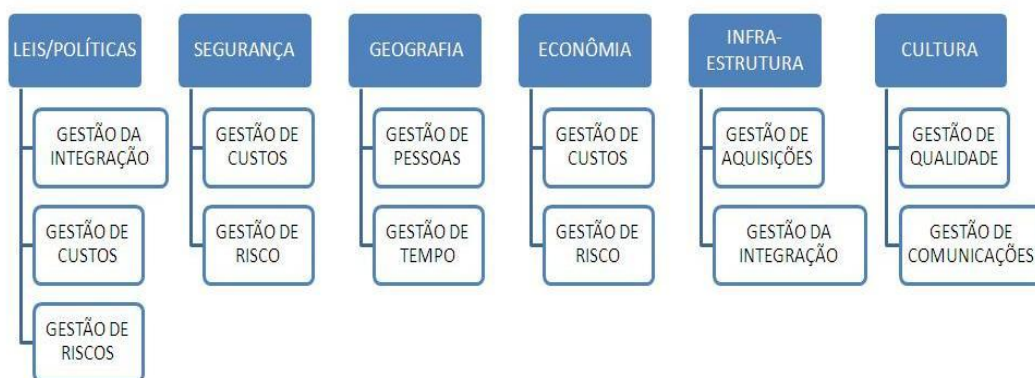 LEIS/POLÍTICAS
GESTÃO DA
INTEGRAÇÃO
GESTÃO DE
CUSTOS
GESTÃO DE
RISCOS
SEGURANÇA
GESTÃO DE
CUSTOS
GESTÃO DE
RISCO
GEOGRAFIA
GESTÃO DE
PESSOAS
GESTÃO DE
TEMPO
ECONÔMIA
GESTÃO DE
CUSTOS
GESTÃO DE
RISCO
INFRA-
ESTRUTURA
GESTÃO DE
AQUISIÇÕES
GESTÃO DA
INTEGRAÇÃO
CULTURA
GESTÃO DE
QUALIDADE
GESTÃO DE
COMUNICAÇÕES